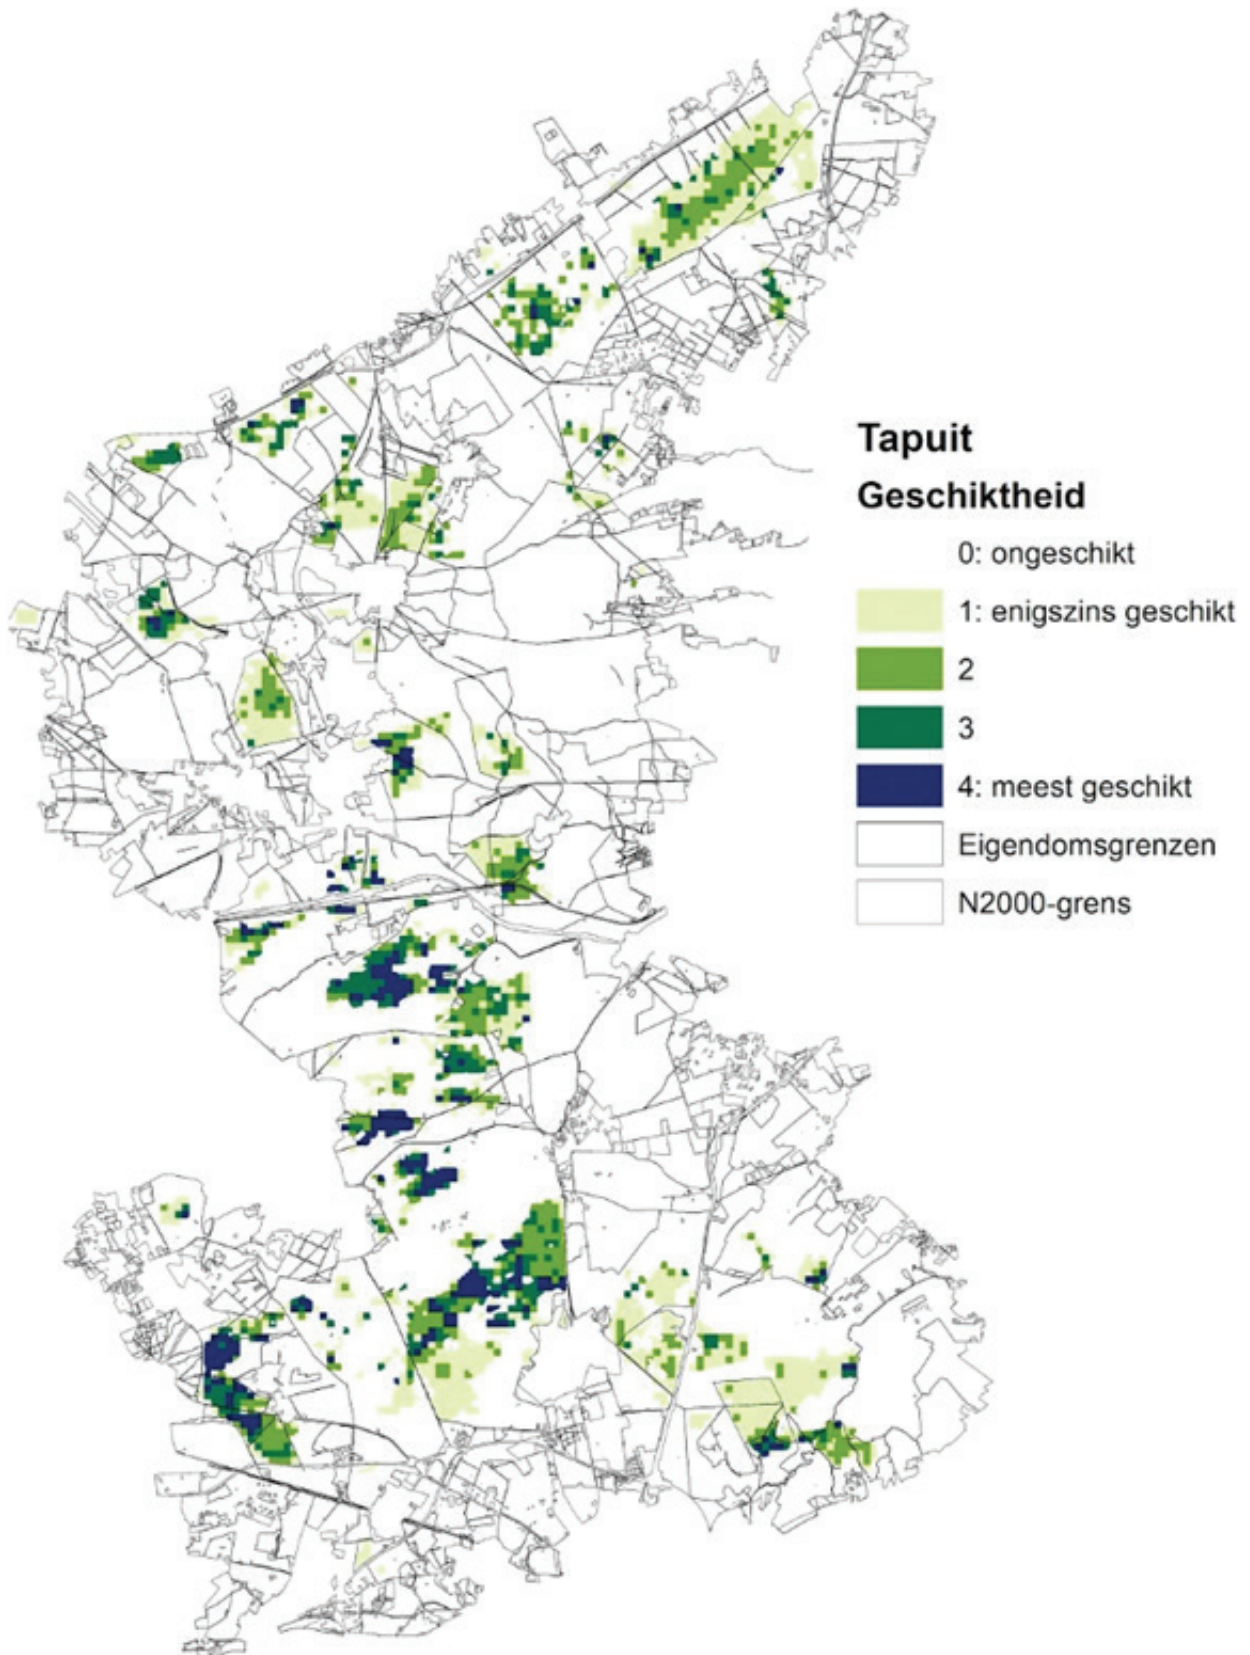 Tapuit
Geschiktheid
0: ongeschikt
1: enigszins geschikt
2
3
4: meest geschikt
Eigendomsgrenzen
N2000-grens